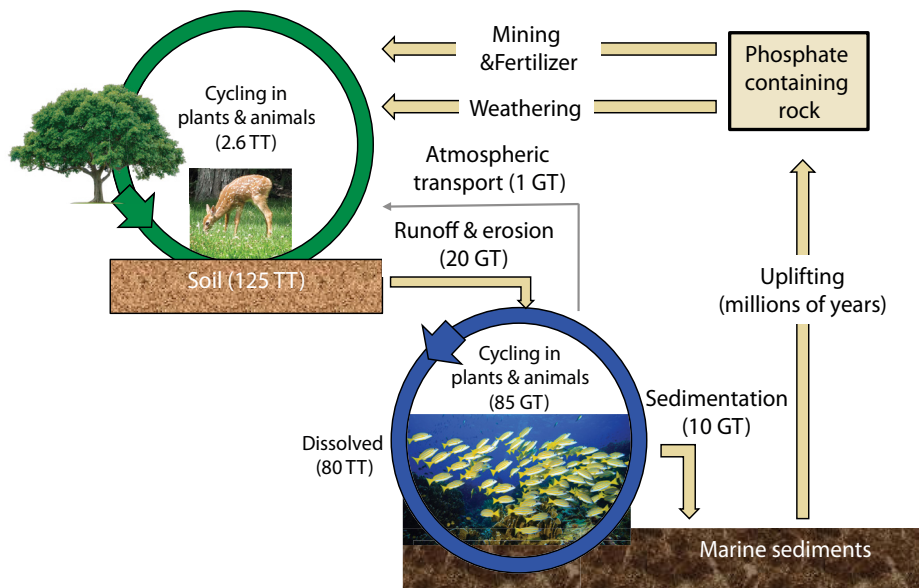 Mining
&Fertilizer
Phosphate
containing
rock
Weathering
Cycling in
plants & animals
(2.6 TT)
Atmospheric
transport (1 GT)
Runoff & erosion
(20 GT)
Soil (125 TT)
Uplifting
(millions of years)
Cycling in
plants & animals
(85 GT)
Sedimentation
(10 GT)
Dissolved
(80 TT)
Marine sediments